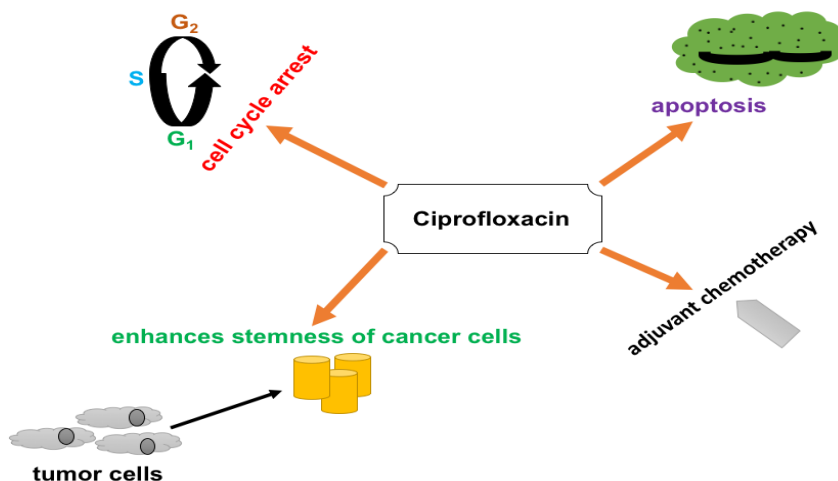 G₂
S
G₁
cell cycle arrest
apoptosis
Ciprofloxacin
adjuvant chemotherapy
enhances stemness of cancer cells
tumor cells